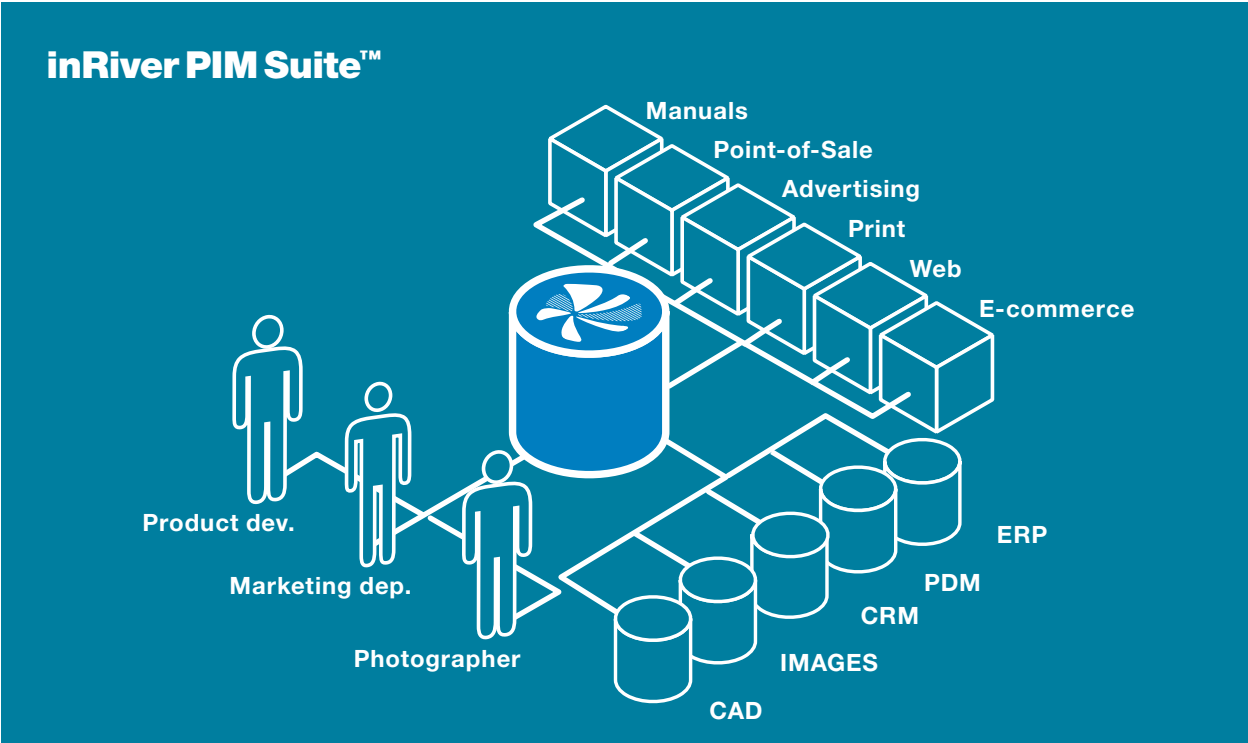 inRiver PIM Suite™
Manuals
Point-of-Sale
Advertising
Print
Web
E-commerce
Product dev.
Marketing dep.
Photographer
ERP
PDM
CRM
IMAGES
CAD